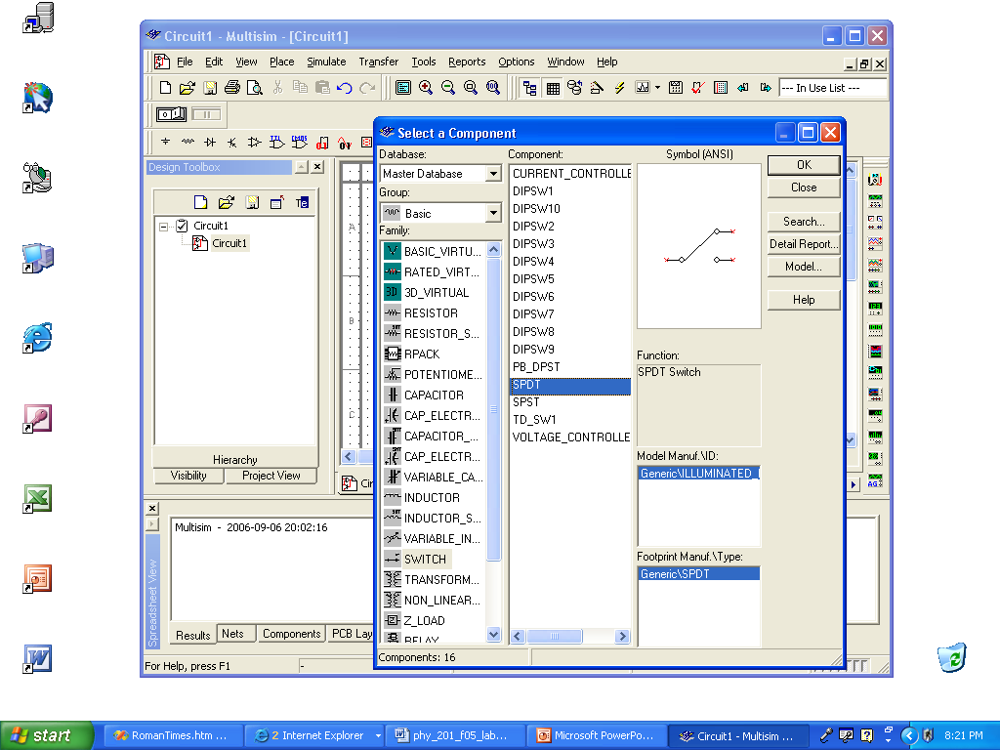 Circuit1 - Multisim - [Circuit1]
File Edit View Place Simulate Transfer Tools Reports Options Window Help
--- In Use List ---
Design Toolbox
Circuit1
Circuit1
Hierarchy
Visibility Project View
A
B
C
Cir
Select a Component
Database:
Master Database
Group:
Basic
Family:
BASIC_VIRTU...
RATED_VIRT...
3D_VIRTUAL
RESISTOR
RESISTOR_S...
RPACK
POTENTIOME...
CAPACITOR
CAP_ELECTR...
CAPACITOR_...
CAP_ELECTR...
VARIABLE_CA...
INDUCTOR
INDUCTOR_S...
VARIABLE_IN...
SWITCH
TRANSFORM...
NON_LINEAR...
Z_LOAD
RELAY
Component:
CURRENT_CONTROLLE
DIPSW1
DIPSW10
DIPSW2
DIPSW3
DIPSW4
DIPSW5
DIPSW6
DIPSW7
DIPSW8
DIPSW9
PB_DPST
SPDT
SPST
TD_SW1
VOLTAGE_CONTROLLE
Symbol (ANSI)
Function:
SPDT Switch
Model Manuf.\ID:
Generic\ILLUMINATED_
Footprint Manuf.\Type:
Generic\SPDT
OK
Close
Search...
Detail Report...
Model...
Help
Components: 16
Spreadsheet View
Multisim - 2006-09-06 20:02:16
Results Nets Components PCB Lay
For Help, press F1
-
start
RomanTimes.htm ...
2 Internet Explorer
phy_201_f05_lab...
Microsoft PowerPo...
Circuit1 - Multisim ...
8:21 PM